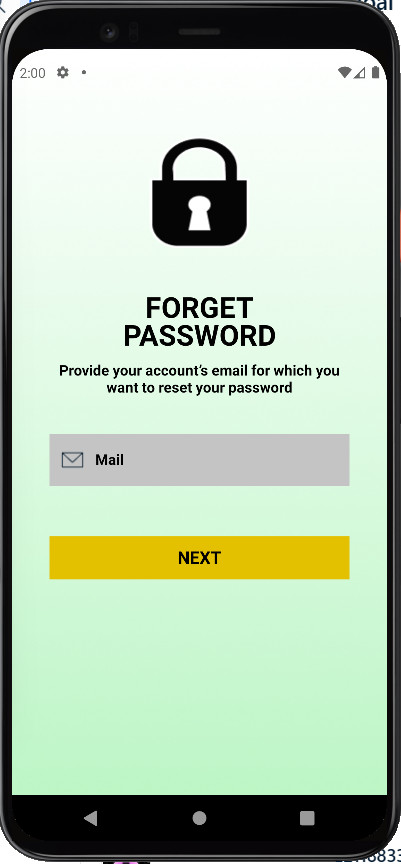 2:00
FORGET
PASSWORD
Provide your account's email for which you
want to reset your password
Mail
NEXT